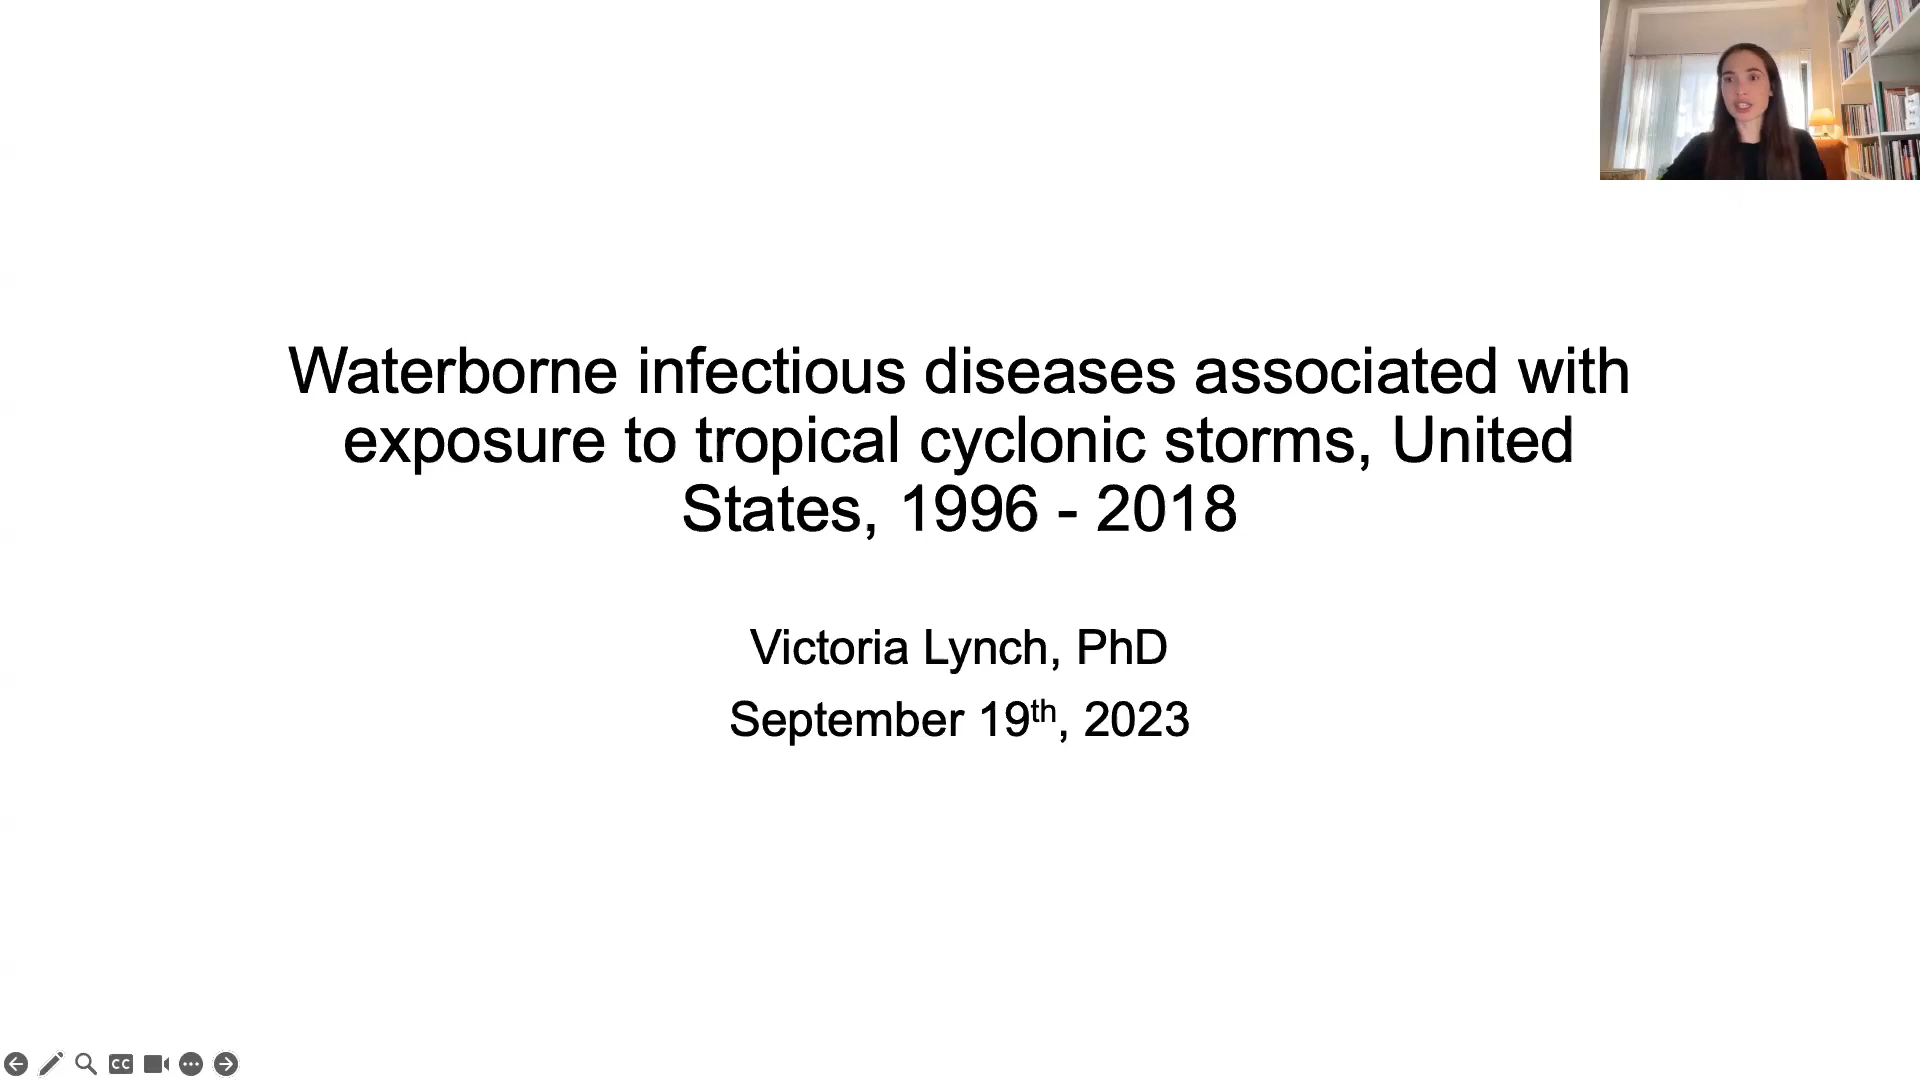 Waterborne infectious diseases associated with
exposure to tropical cyclonic storms, United
States, 1996 - 2018
Victoria Lynch, PhD
September 19th, 2023
CC